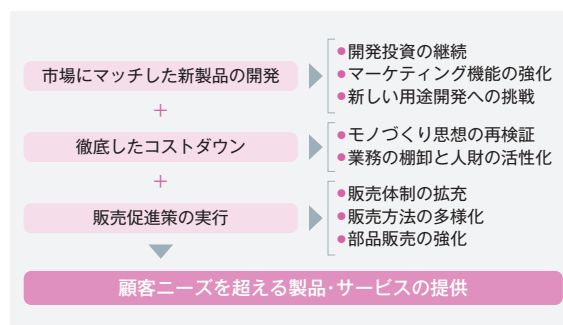 市場にマッチした新製品の開発
●開発投資の継続
●マーケティング機能の強化
●新しい用途開発への挑戦
+
徹底したコストダウン
●モノづくり思想の再検証
●業務の棚卸と人財の活性化
+
販売促進策の実行
●販売体制の拡充
●販売方法の多様化
●部品販売の強化
顧客ニーズを超える製品･サービスの提供